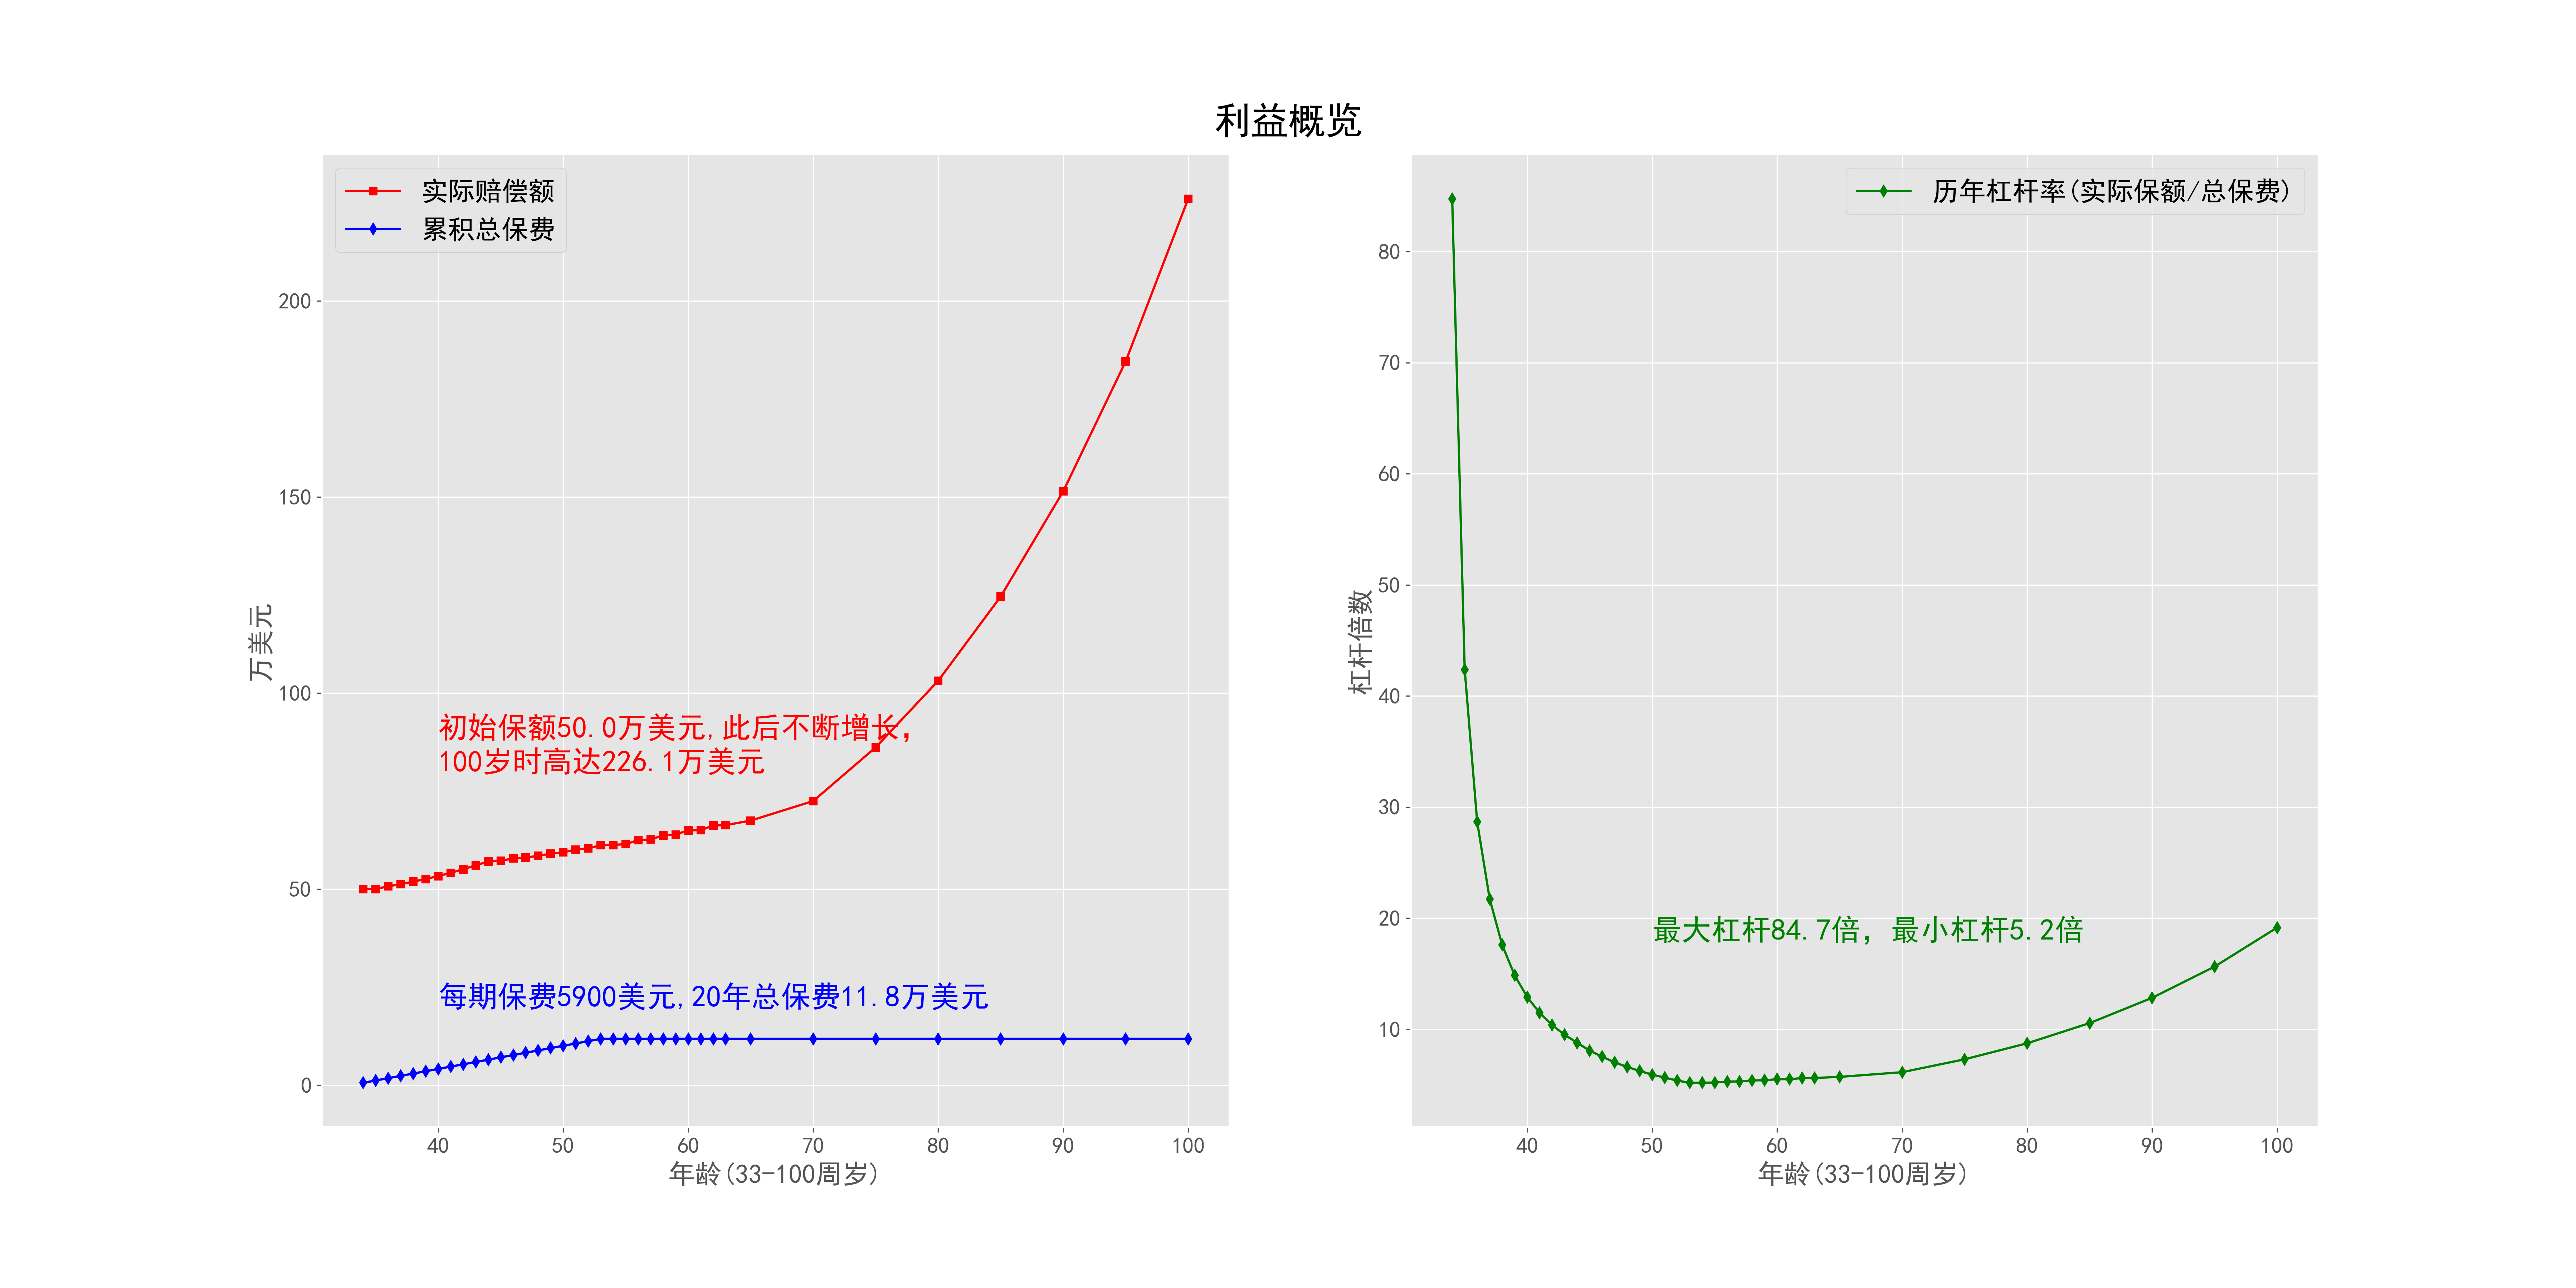 利益概览
实际赔偿额
累积总保费
200
150
100
50
0
万美元
初始保额50.0万美元,此后不断增长，
100岁时高达226.1万美元
每期保费5900美元,20年总保费11.8万美元
40 50 60 70 80 90 100
年龄(33-100周岁)
历年杠杆率(实际保额/总保费)
80
70
60
50
40
30
20
10
杠杆倍数
最大杠杆84.7倍，最小杠杆5.2倍
40 50 60 70 80 90 100
年龄(33-100周岁)